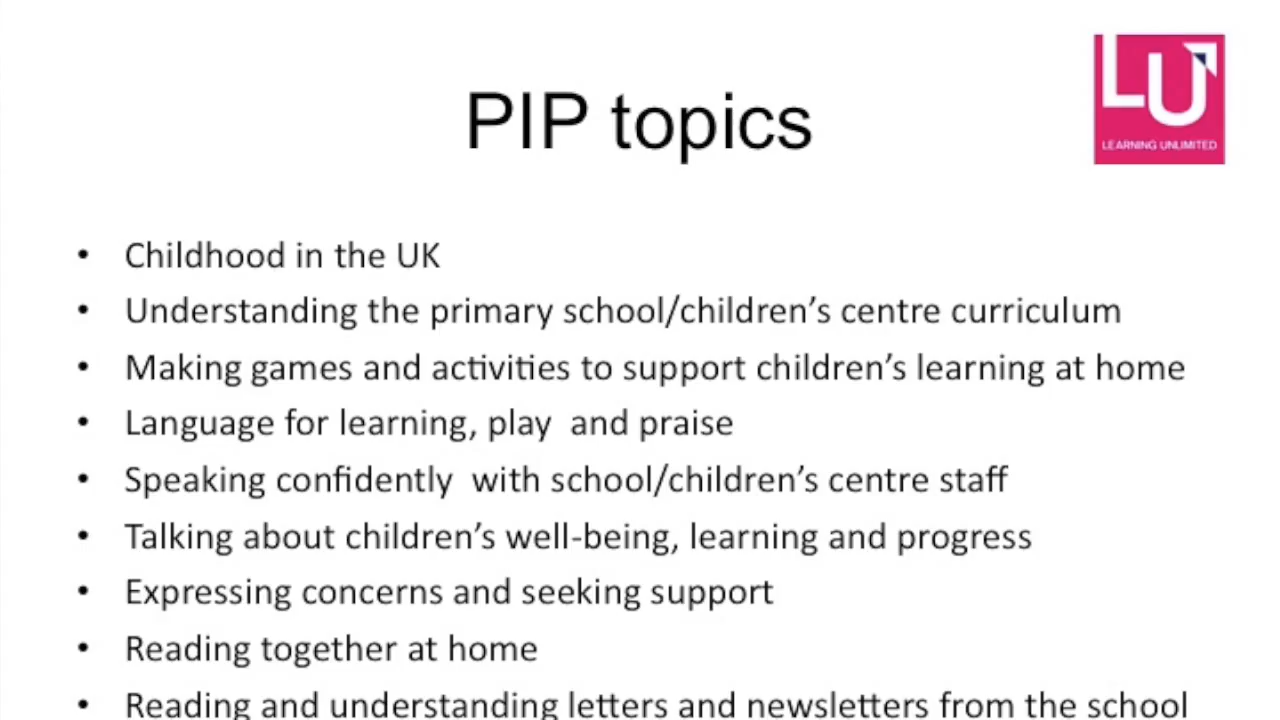 LU
LEARNING UNLIMITED
PIP topics
• Childhood in the UK
• Understanding the primary school/children’s centre curriculum
• Making games and activities to support children’s learning at home
• Language for learning, play  and praise
• Speaking confidently  with school/children’s centre staff
• Talking about children’s well-being, learning and progress
• Expressing concerns and seeking support
• Reading together at home
• Reading and understanding letters and newsletters from the school